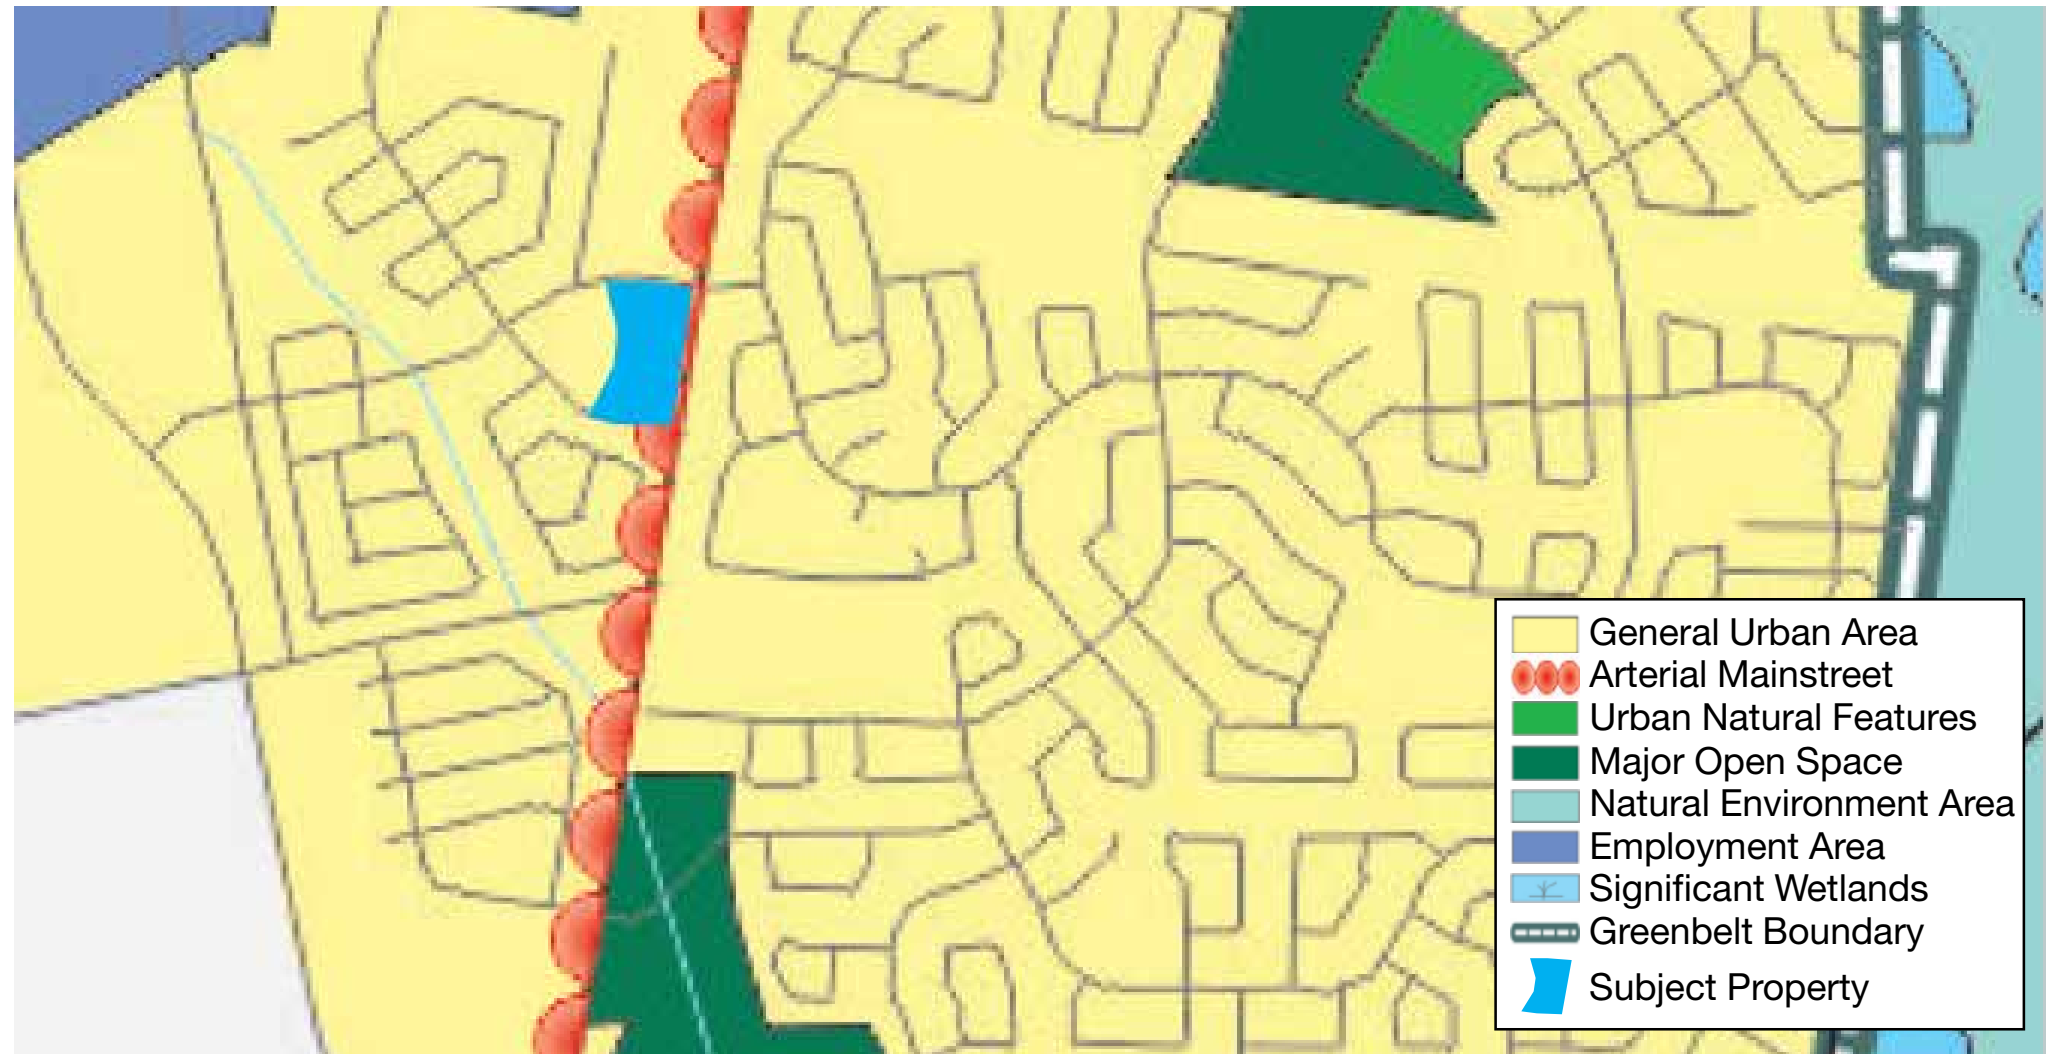 General Urban Area
Arterial Mainstreet
Urban Natural Features
Major Open Space
Natural Environment Area
Employment Area
Significant Wetlands
Greenbelt Boundary
Subject Property